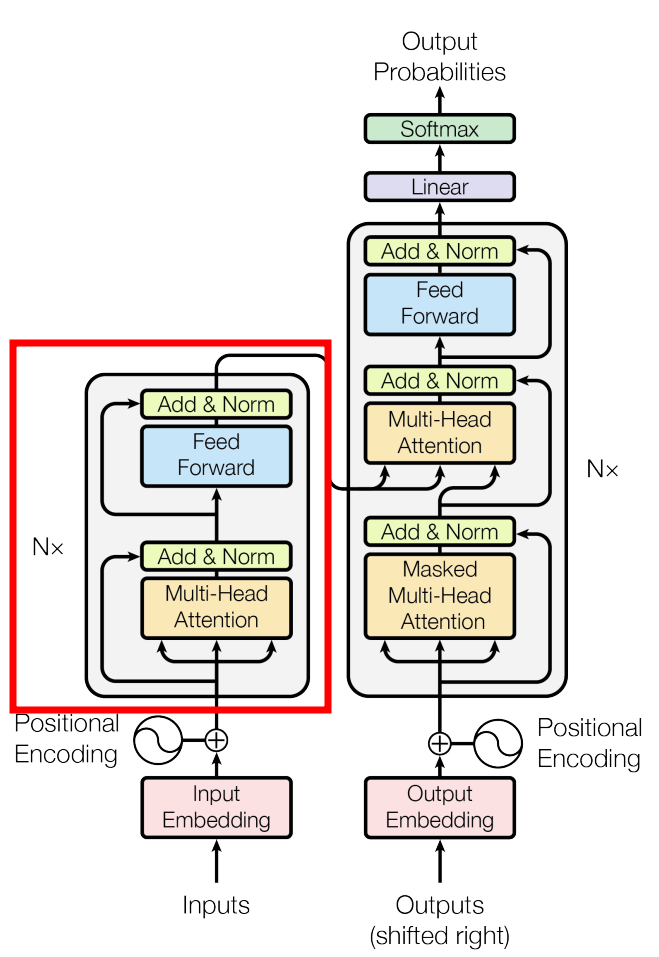 Output
Probabilities
Softmax
Linear
Add & Norm
Feed
Forward
Add & Norm
Multi-Head
Attention
Add & Norm
Masked
Multi-Head
Attention
N×
Add & Norm
Feed
Forward
Add & Norm
Multi-Head
Attention
N×
Positional
Encoding
Positional
Encoding
Input
Embedding
Output
Embedding
Inputs
Outputs
(shifted right)